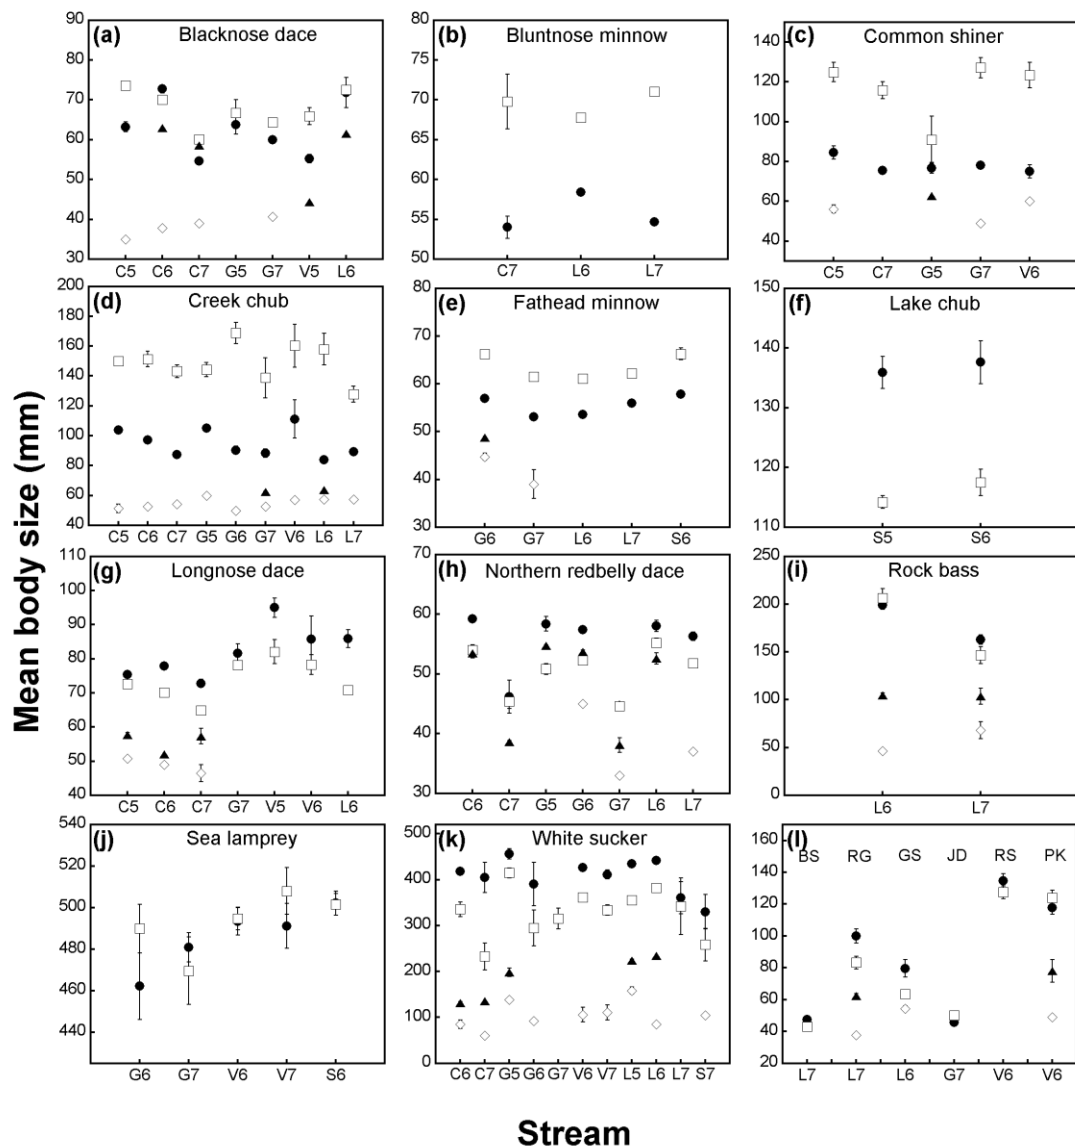 (a) Blacknose dace
90
80
70
60
50
40
30
C5 C6 C7 G5 G7 V5 L6
(b) Bluntnose minnow
80
75
70
65
60
55
50
C7 L6 L7
(c) Common shiner
140
120
100
80
60
40
C5 C7 G5 G7 V6
(d) Creek chub
200
180
160
140
120
100
80
60
40
C5 C6 C7 G5 G6 G7 V6 L6 L7
(e) Fathead minnow
80
70
60
50
40
30
G6 G7 L6 L7 S6
(f) Lake chub
150
140
130
120
110
S5 S6
(g) Longnose dace
110
100
90
80
70
60
50
40
C5 C6 C7 G7 V5 V6 L6
(h) Northern redbelly dace
70
60
50
40
30
C6 C7 G5 G6 G7 L6 L7
(i) Rock bass
250
200
150
100
50
0
L6 L7
(j) Sea lamprey
540
520
500
480
460
440
G6 G7 V6 V7 S6
(k) White sucker
500
400
300
200
100
0
C6 C7 G5 G6 G7 V6 V7 L5 L6 L7 S7
(l)
BS RG GS JD RS PK
140
120
100
80
60
40
20
L7 L7 L6 G7 V6 V6
Mean body size (mm)
Stream